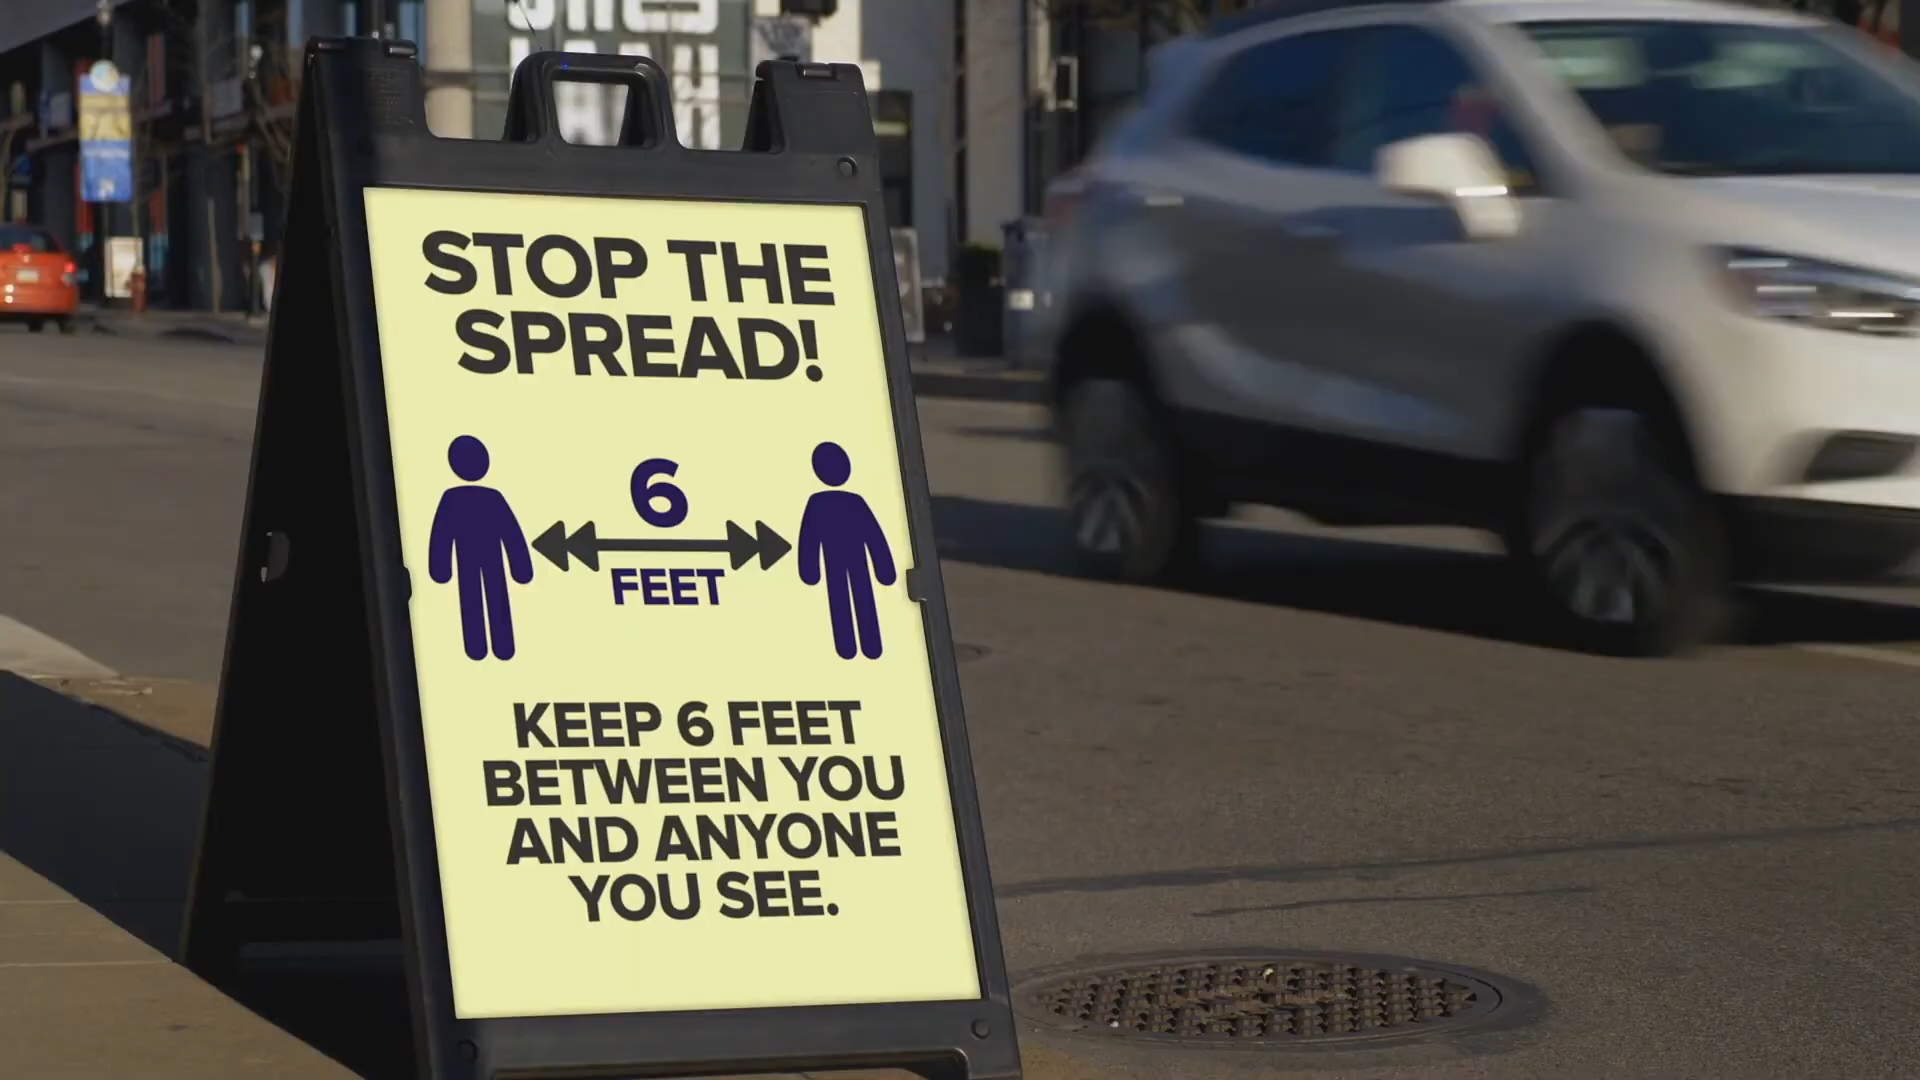 STOP THE
SPREAD!
6
FEET
KEEP 6 FEET
BETWEEN YOU
AND ANYONE
YOU SEE.